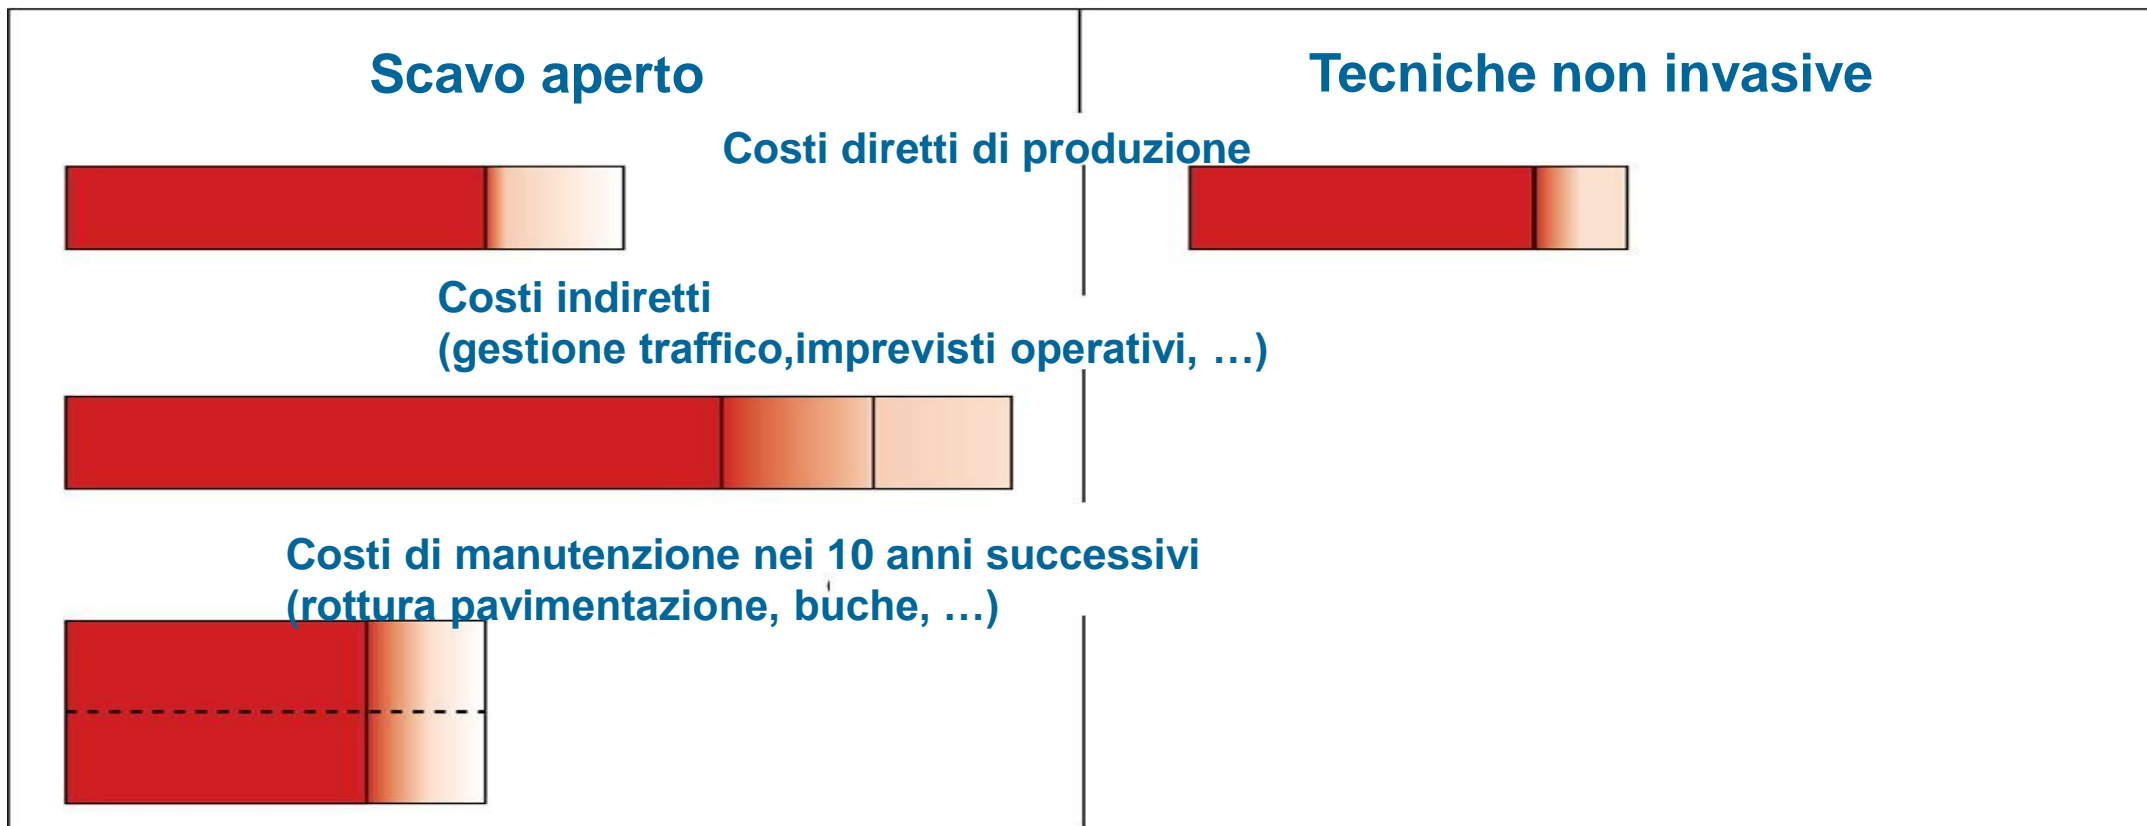 Scavo aperto
Tecniche non invasive
Costi diretti di produzione
Costi indiretti
(gestione traffico,imprevisti operativi, …)
Costi di manutenzione nei 10 anni successivi
(rottura pavimentazione, buche, …)